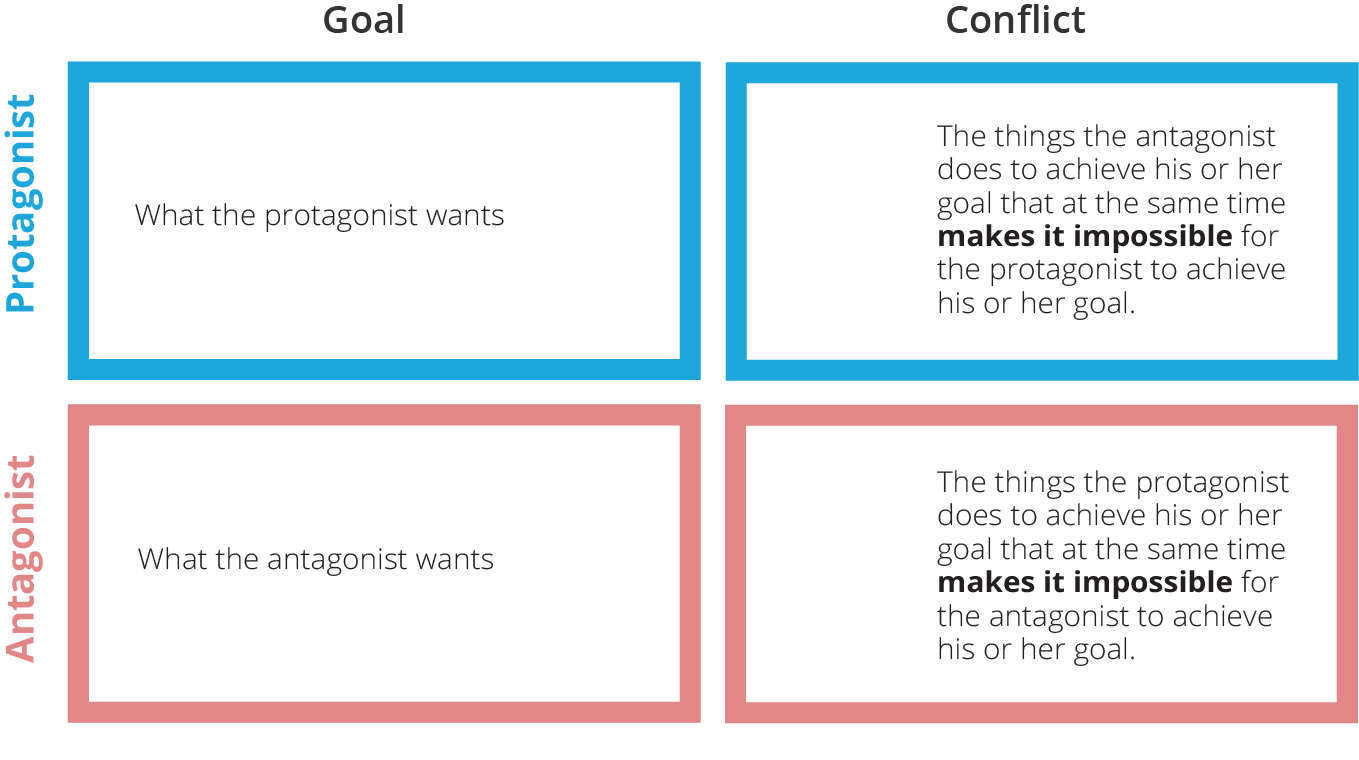 Goal
Conflict
Protagonist
What the protagonist wants
The things the antagonist
does to achieve his or her
goal that at the same time
makes it impossible for
the protagonist to achieve
his or her goal.
Antagonist
What the antagonist wants
The things the protagonist
does to achieve his or her
goal that at the same time
makes it impossible for
the antagonist to achieve
his or her goal.